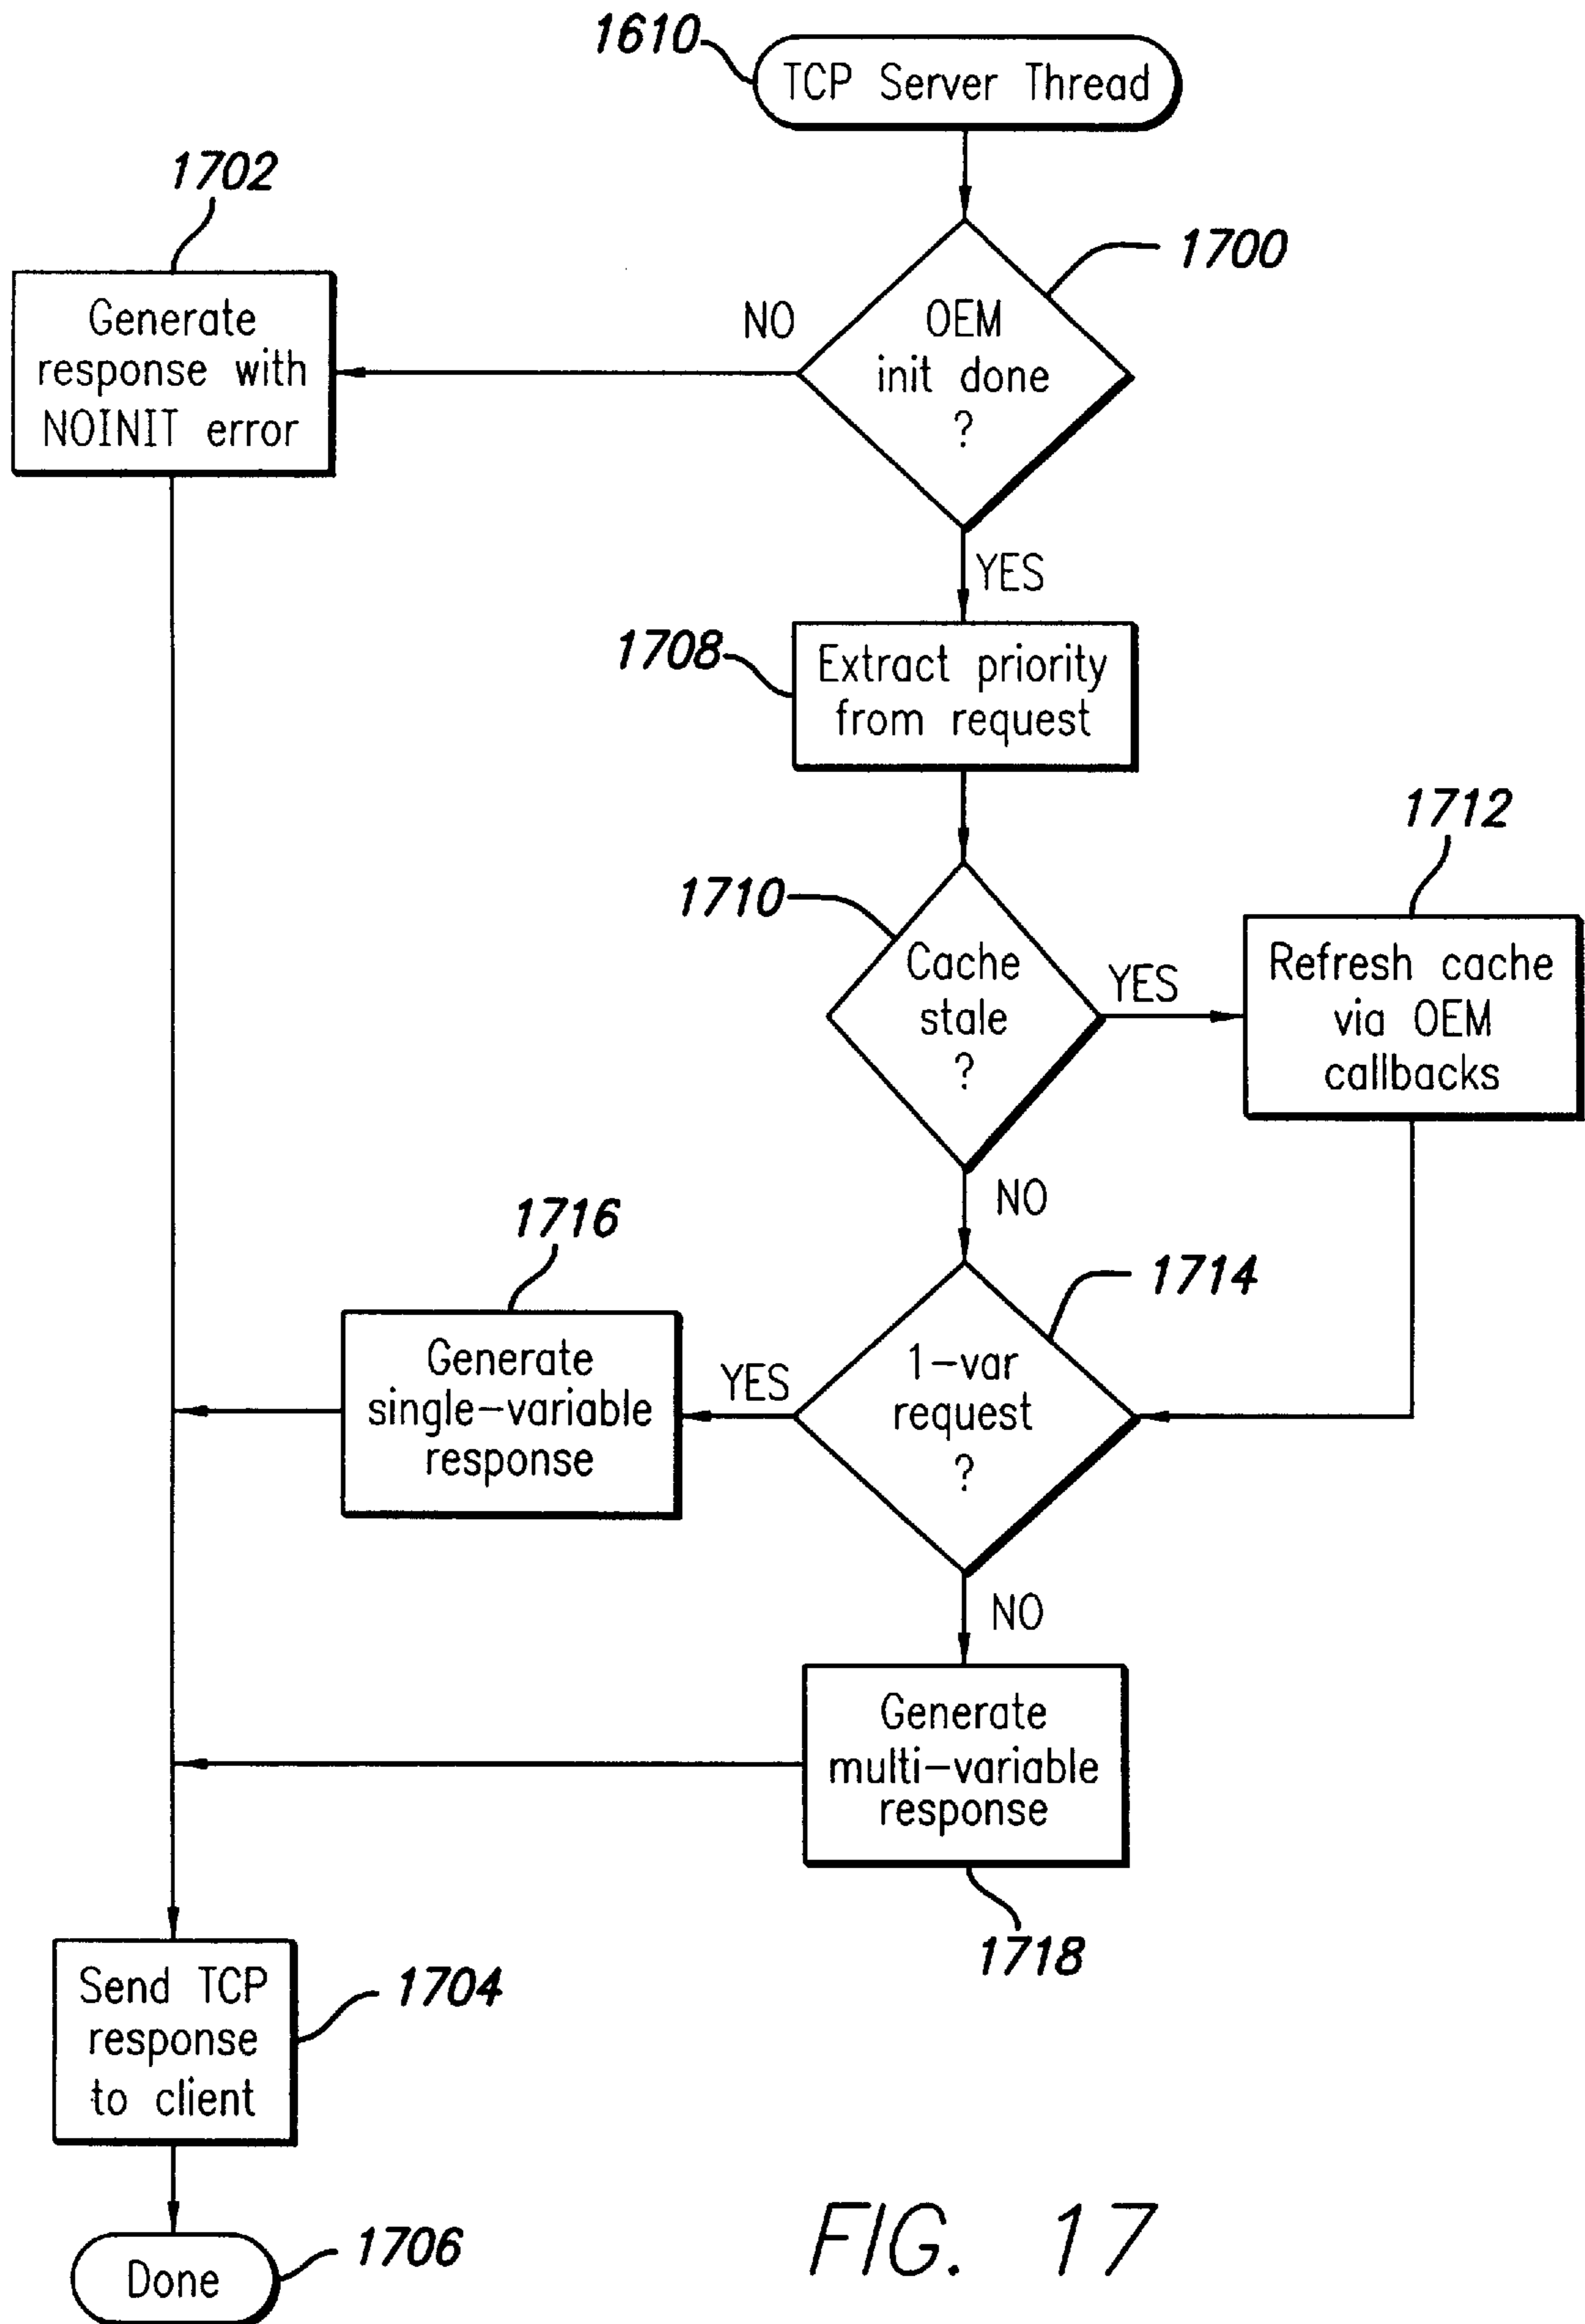 1610
TCP Server Thread
1702
1700
Generate
response with
NOINIT error
NO
OEM
init done
?
YES
1708
Extract priority
from request
1712
1710
Cache
stale
?
YES
Refresh cache
via OEM
callbacks
NO
1716
1714
Generate
single-variable
response
YES
1-var
request
?
NO
Generate
multi-variable
response
1718
Send TCP
response
to client
1704
Done
1706
FIG. 17